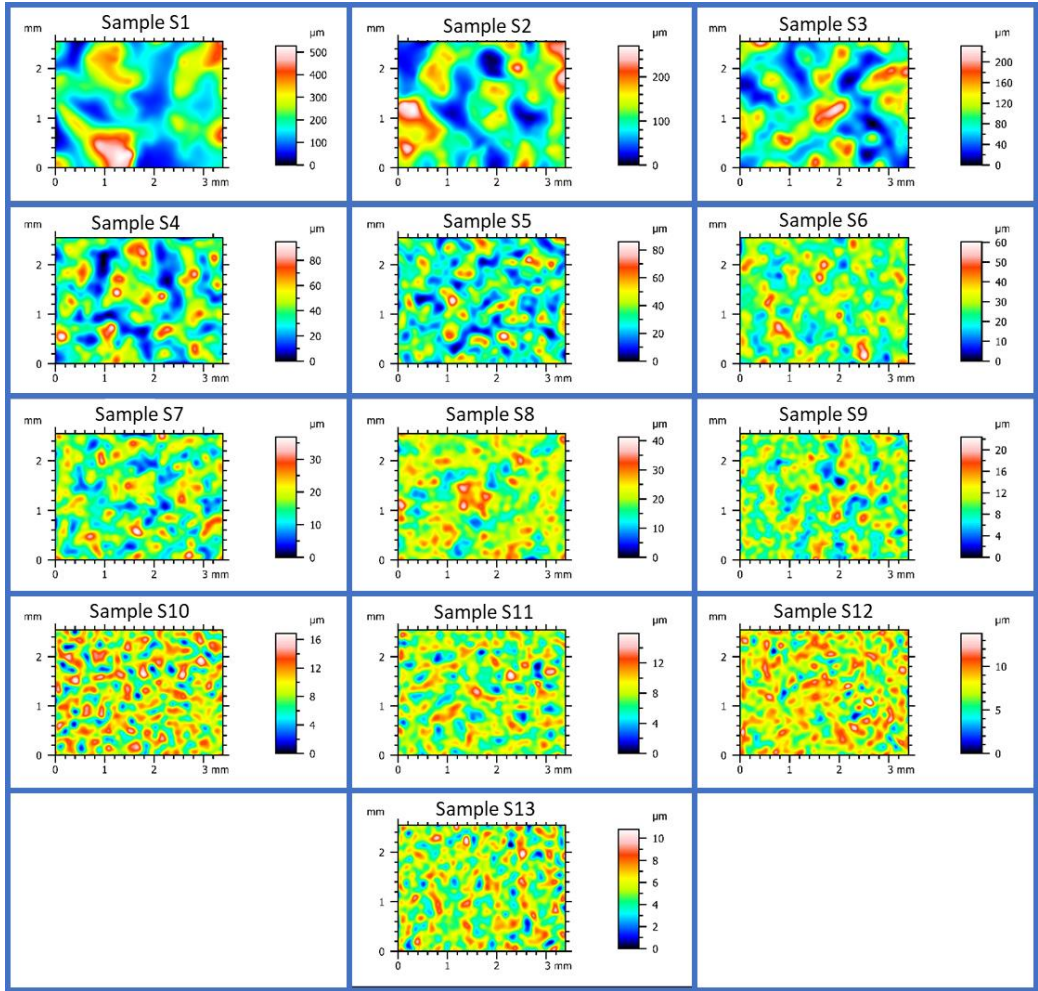 Sample S1
mm
2
1
0
0 1 2 3 mm
µm
500
400
300
200
100
0
Sample S2
mm
2
1
0
0 1 2 3 mm
µm
200
100
0
Sample S3
mm
2
1
0
0 1 2 3 mm
µm
200
160
120
80
40
0
Sample S4
mm
2
1
0
0 1 2 3 mm
µm
80
60
40
20
0
Sample S5
mm
2
1
0
0 1 2 3 mm
µm
80
60
40
20
0
Sample S6
mm
2
1
0
0 1 2 3 mm
µm
60
50
40
30
20
10
0
Sample S7
mm
2
1
0
0 1 2 3 mm
µm
30
20
10
0
Sample S8
mm
2
1
0
0 1 2 3 mm
µm
40
30
20
10
0
Sample S9
mm
2
1
0
0 1 2 3 mm
µm
20
16
12
8
4
0
Sample S10
mm
2
1
0
0 1 2 3 mm
µm
16
12
8
4
0
Sample S11
mm
2
1
0
0 1 2 3 mm
µm
12
8
4
0
Sample S12
mm
2
1
0
0 1 2 3 mm
µm
10
5
0
Sample S13
mm
2
1
0
0 1 2 3 mm
µm
10
8
6
4
2
0